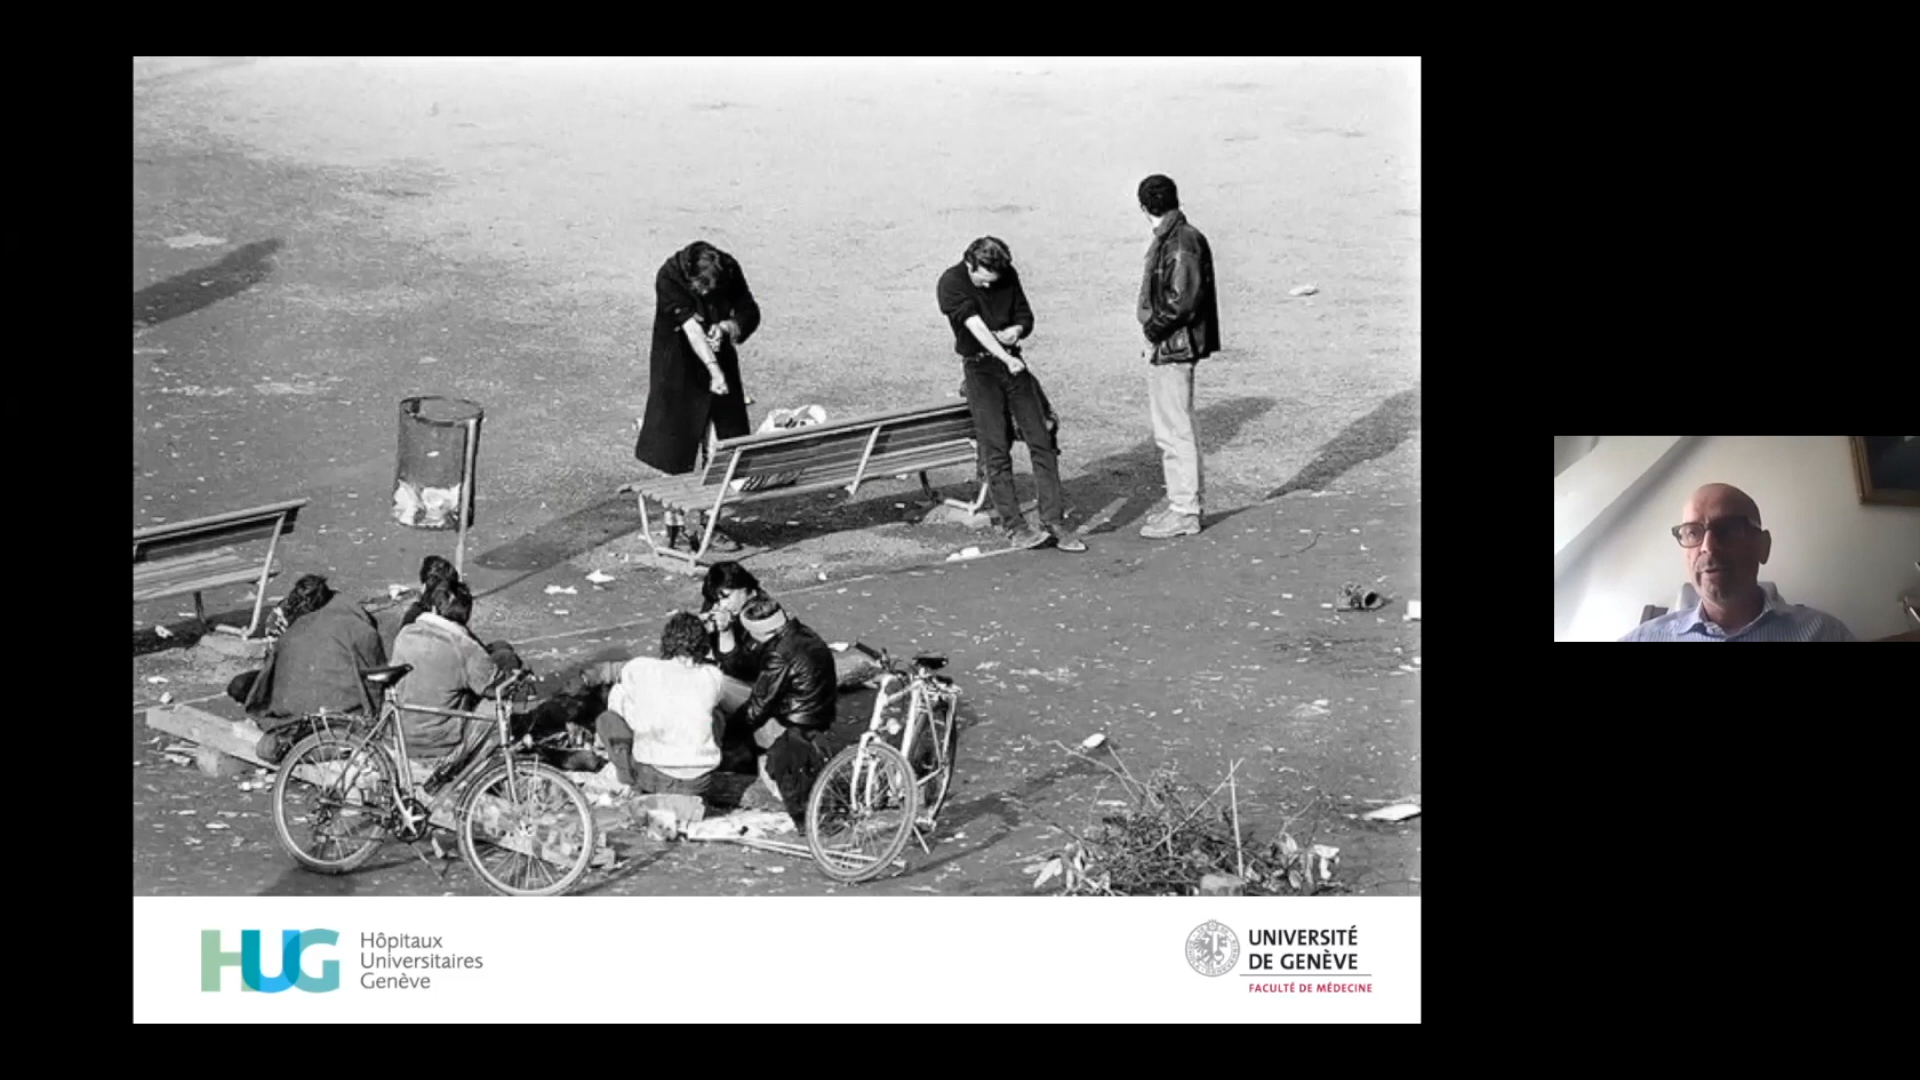 HUG
Hôpitaux
Universitaires
Genève
UNIVERSITÉ
DE GENÈVE
FACULTÉ DE MÉDECINE